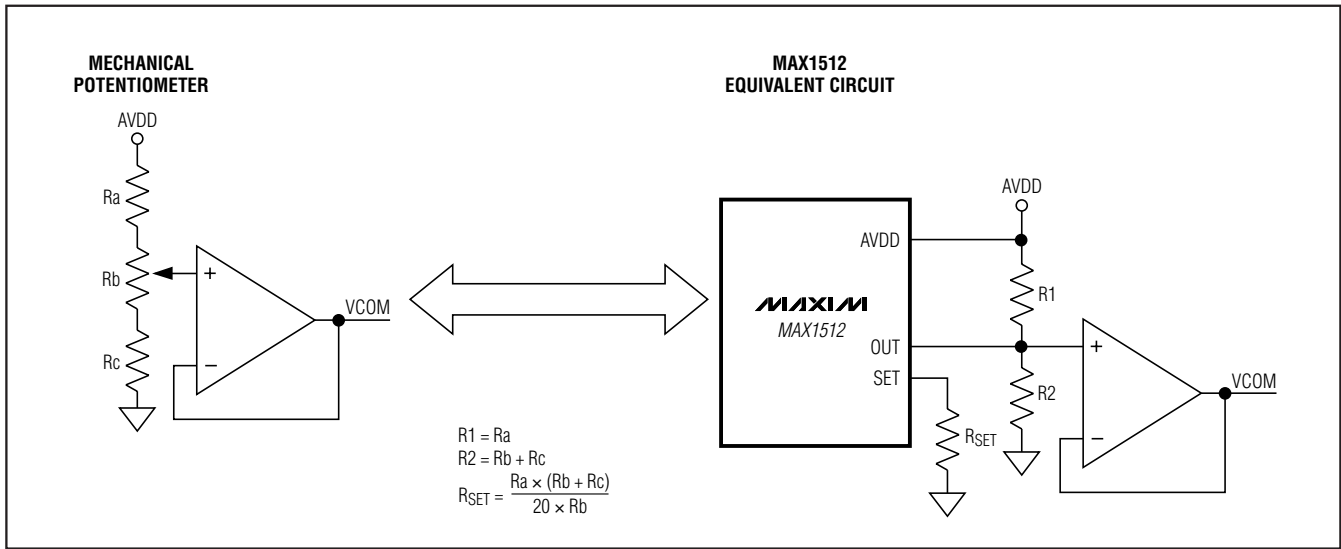 MECHANICAL
POTENTIOMETER
AVDD
Ra
Rb
Rc
+
−
VCOM
R1 = Ra
R2 = Rb + Rc
RSET = Ra × (Rb + Rc)
20 × Rb
MAX1512
EQUIVALENT CIRCUIT
AVDD
AVDD
MAXIM
MAX1512
OUT
SET
R1
R2
RSET
+
−
VCOM